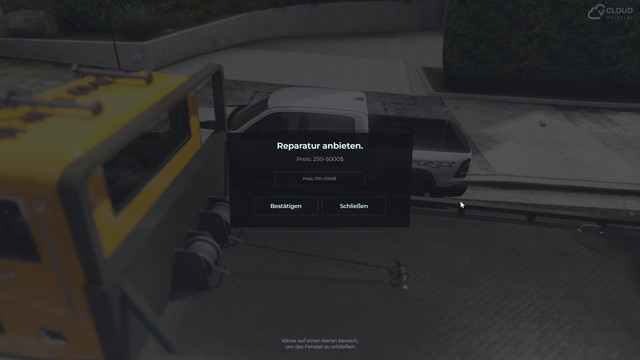 CLOUD
Reparatur anbieten.
Preis: 250-5000$
Preis: 250-5000$
Bestätigen
Schließen
Klicke auf einen leeren Bereich,
um das Fenster zu schließen